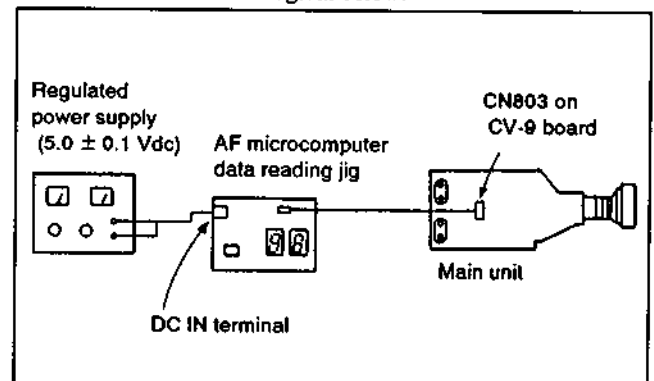 Regulated
power supply
(5.0 ± 0.1 Vdc)
AF microcomputer
data reading jig
CN803 on
CV-9 board
98
Main unit
DC IN terminal